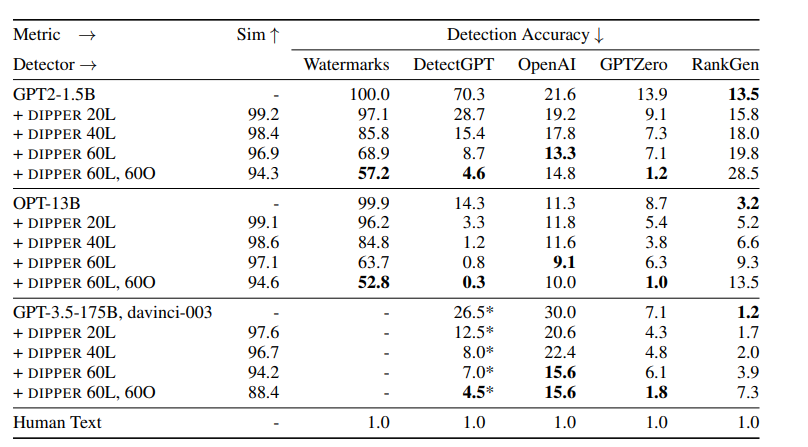 Metric → Sim ↑ Detection Accuracy ↓
Detector → Watermarks DetectGPT OpenAI GPTZero RankGen
GPT2-1.5B - 100.0 70.3 21.6 13.9 13.5
+ DIPPER 20L 99.2 97.1 28.7 19.2 9.1 15.8
+ DIPPER 40L 98.4 85.8 15.4 17.8 7.3 18.0
+ DIPPER 60L 96.9 68.9 8.7 13.3 7.1 19.8
+ DIPPER 60L, 60O 94.3 57.2 4.6 14.8 1.2 28.5
OPT-13B - 99.9 14.3 11.3 8.7 3.2
+ DIPPER 20L 99.1 96.2 3.3 11.8 5.4 5.2
+ DIPPER 40L 98.6 84.8 1.2 11.6 3.8 6.6
+ DIPPER 60L 97.1 63.7 0.8 9.1 6.3 9.3
+ DIPPER 60L, 60O 94.6 52.8 0.3 10.0 1.0 13.5
GPT-3.5-175B, davinci-003 - - 26.5* 30.0 7.1 1.2
+ DIPPER 20L 97.6 - 12.5* 20.6 4.3 1.7
+ DIPPER 40L 96.7 - 8.0* 22.4 4.8 2.0
+ DIPPER 60L 94.2 - 7.0* 15.6 6.1 3.9
+ DIPPER 60L, 60O 88.4 - 4.5* 15.6 1.8 7.3
Human Text - 1.0 1.0 1.0 1.0 1.0